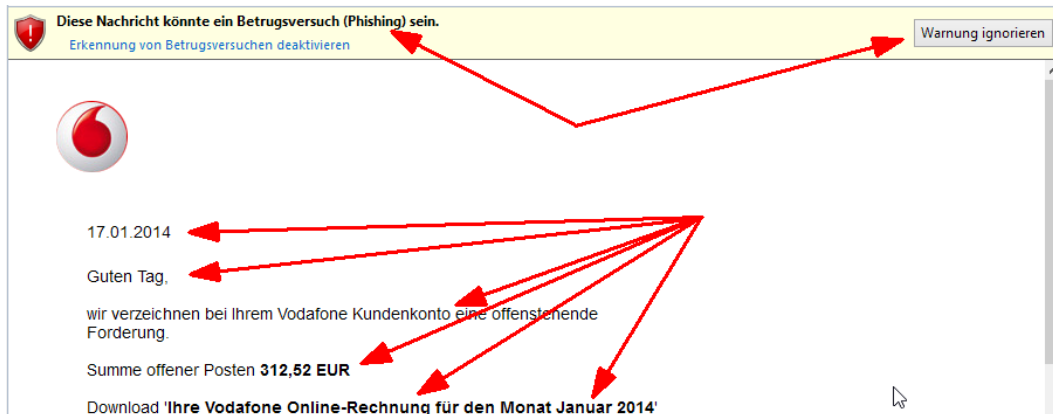 Diese Nachricht könnte ein Betrugsversuch (Phishing) sein.
Erkennung von Betrugsversuchen deaktivieren
Warnung ignorieren
17.01.2014
Guten Tag,
wir verzeichnen bei Ihrem Vodafone Kundenkonto eine offenstehende
Forderung.
Summe offener Posten 312,52 EUR
Download 'Ihre Vodafone Online-Rechnung für den Monat Januar 2014'